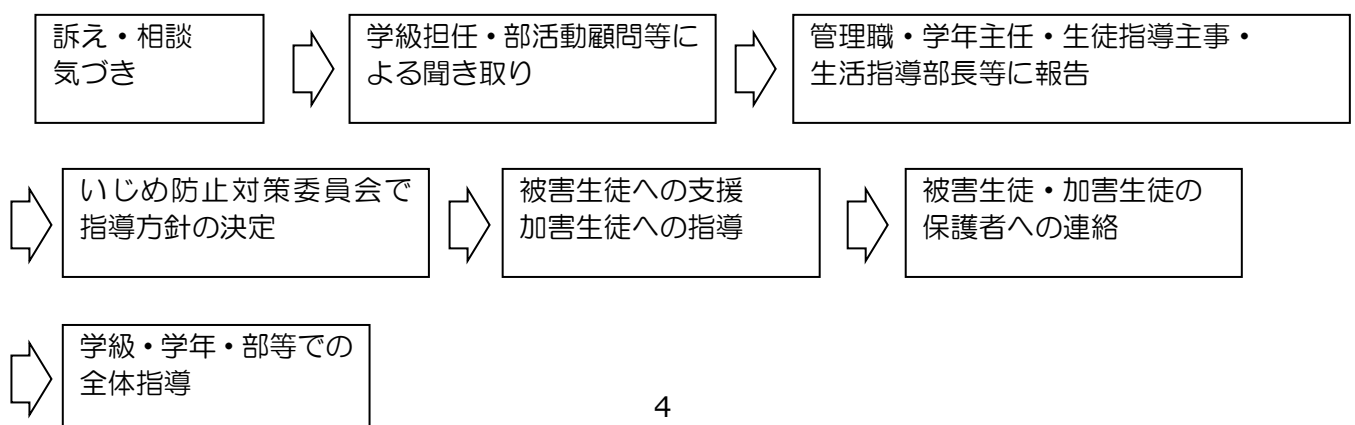 訴え・相談
気づき
学級担任・部活動顧問等に
よる聞き取り
管理職・学年主任・生徒指導主事・
生活指導部長等に報告
いじめ防止対策委員会で
指導方針の決定
被害生徒への支援
加害生徒への指導
被害生徒・加害生徒の
保護者への連絡
学級・学年・部等での
全体指導
4